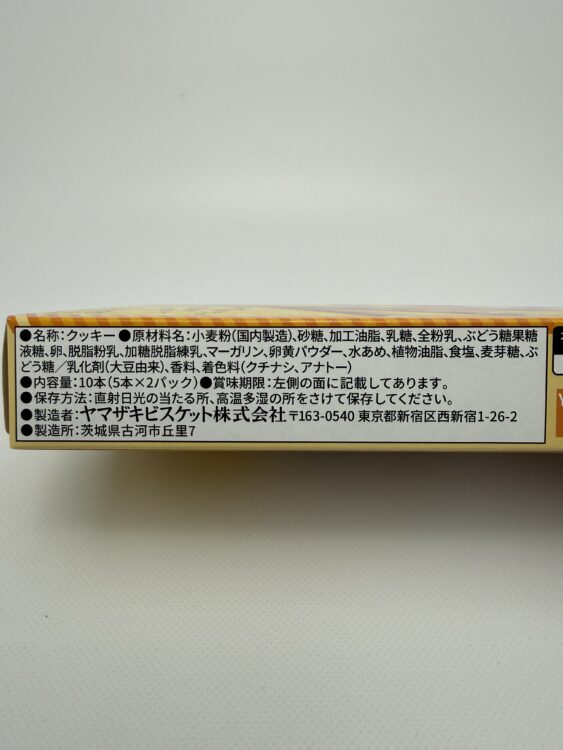 ●名称:クッキー●原材料名:小麦粉(国内製造)、砂糖、加工油脂、乳糖、全粉乳、ぶどう糖果糖
液糖、卵、脱脂粉乳、加糖脱脂練乳、マーガリン、卵黄パウダー、水あめ、植物油脂、食塩、麦芽糖、ぶ
どう糖/乳化剤(大豆由来)、香料、着色料(クチナシ、アナトー)
●内容量:10本(5本×2パック)●賞味期限:左側の面に記載してあります。
●保存方法:直射日光の当たる所、高温多湿の所をさけて保存してください。
●製造者:ヤマザキビスケット株式会社 〒163-0540 東京都新宿区西新宿1-26-2
●製造所:茨城県古河市丘里7